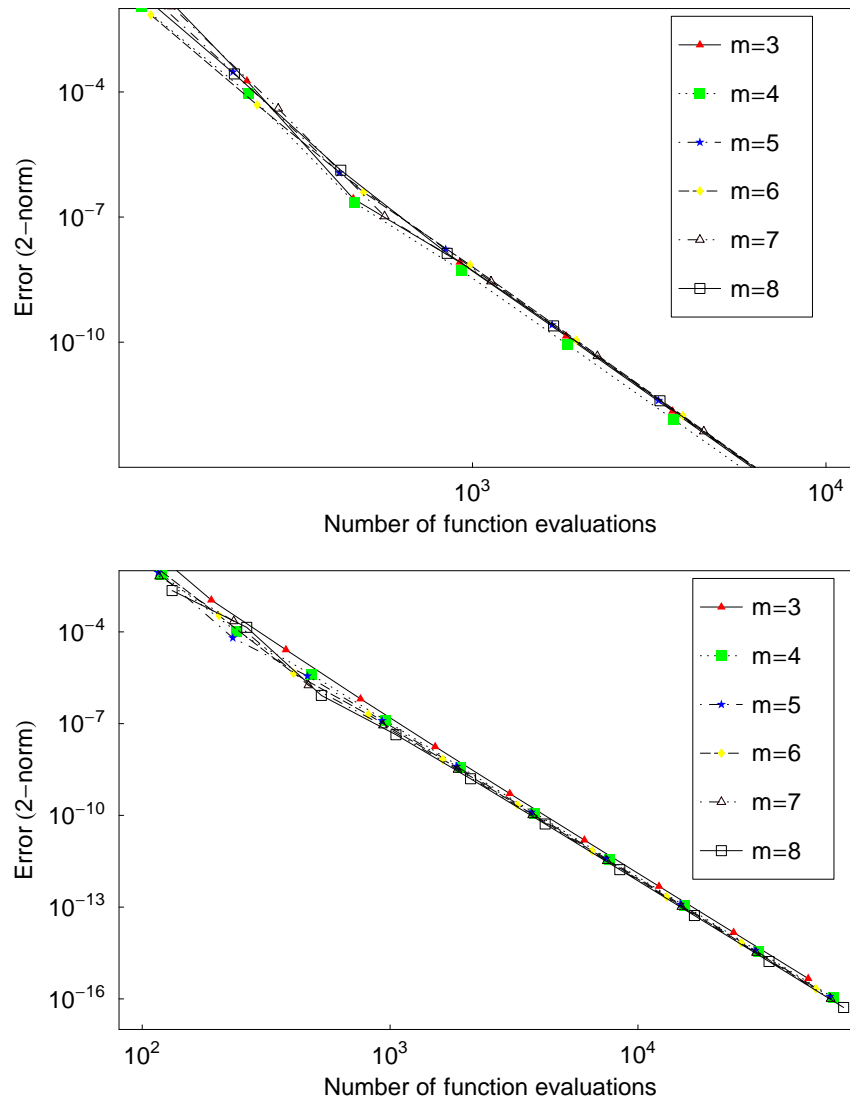 m=3
m=4
m=5
m=6
m=7
m=8
10^−4
10^−7
10^−10
Error (2−norm)
10^3
10^4
Number of function evaluations
m=3
m=4
m=5
m=6
m=7
m=8
10^−4
10^−7
10^−10
10^−13
10^−16
Error (2−norm)
10^2
10^3
10^4
Number of function evaluations